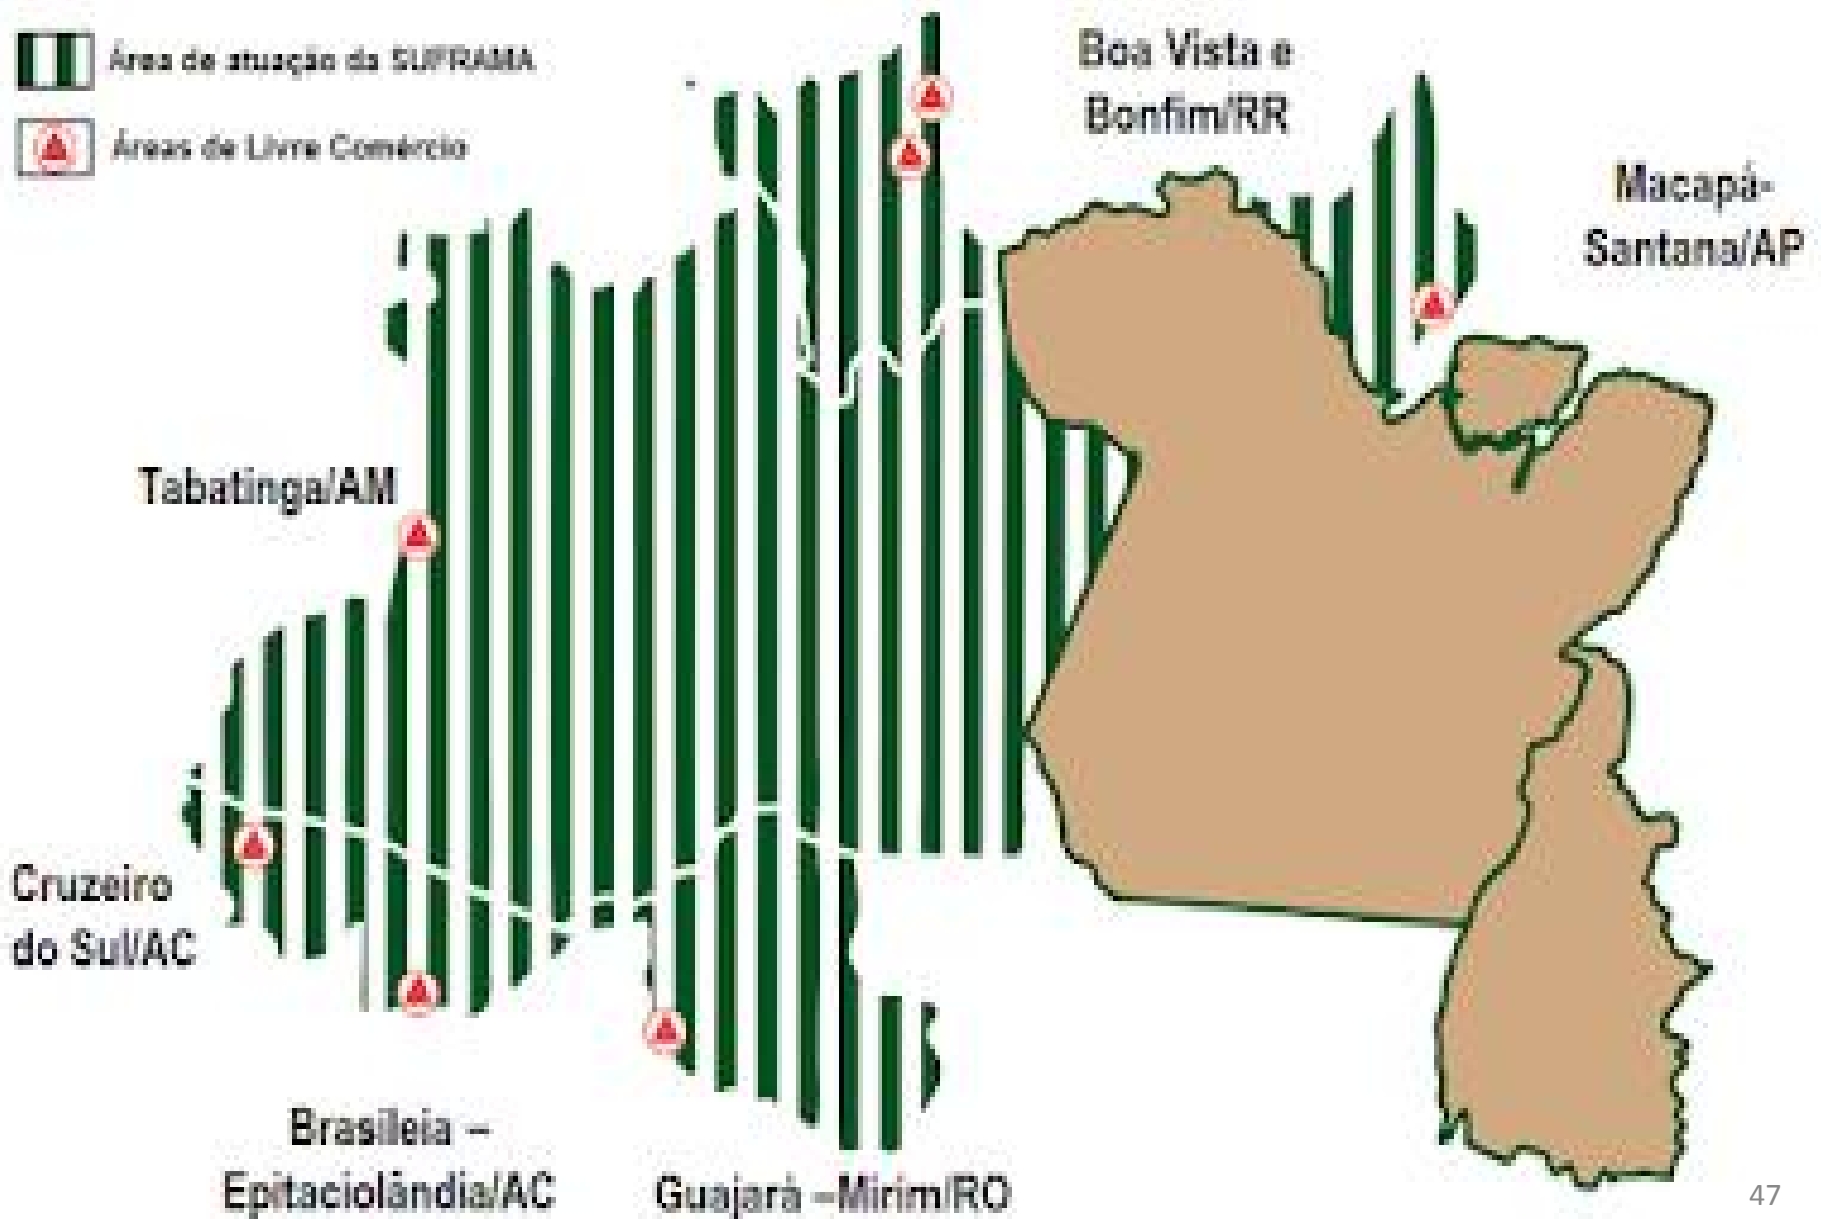 Área de atuação da SUFRAMA
Áreas de Livre Comércio
Boa Vista e
Bonfim/RR
Macapá-
Santana/AP
Tabatinga/AM
Cruzeiro
do Sul/AC
Brasileia –
Epitaciolândia/AC
Guajará –Mirim/RO
47